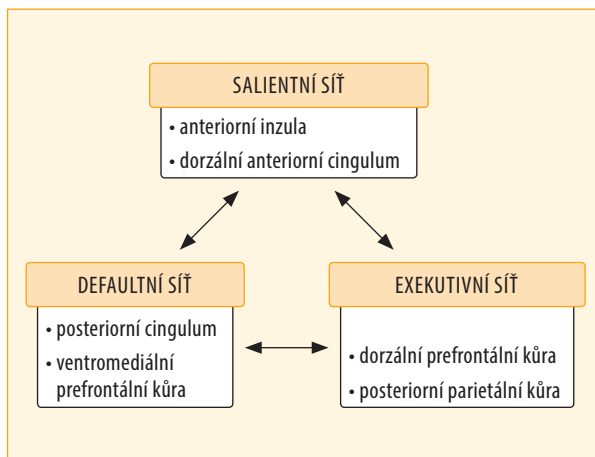 SALIENTNÍ SÍŤ
• anteriorní inzula
• dorzální anteriorní cingulum
DEFAULTNÍ SÍŤ
• posteriorní cingulum
• ventromediální
prefrontální kůra
EXEKUTIVNÍ SÍŤ
• dorzální prefrontální kůra
• posteriorní parietální kůra